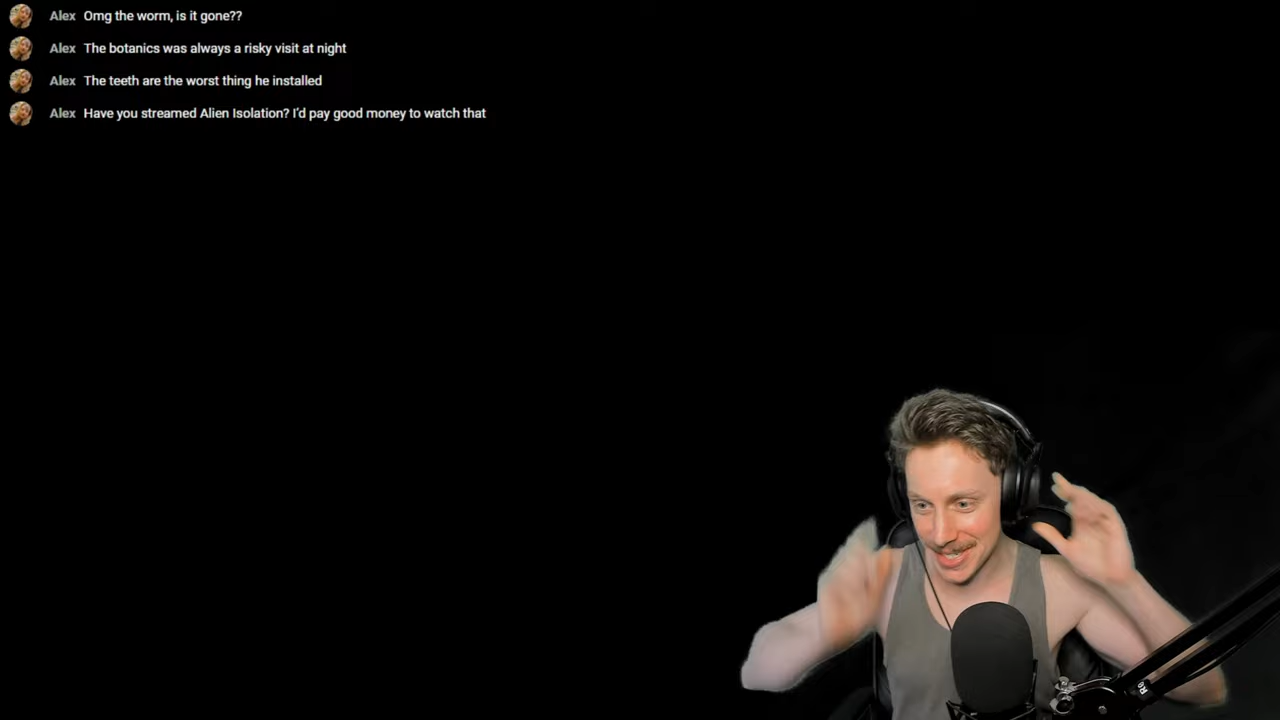 Alex Omg the worm, is it gone??
Alex The botanics was always a risky visit at night
Alex The teeth are the worst thing he installed
Alex Have you streamed Alien Isolation? I'd pay good money to watch that